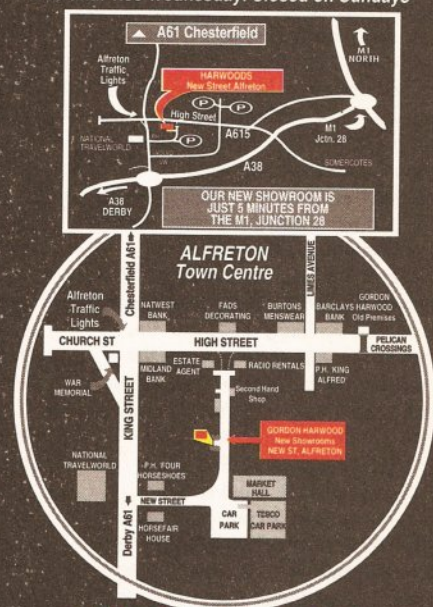 Wednesday. Closed on Sundays
A61 Chesterfield
M1
NORTH
Alfreton
Traffic
Lights
HARWOODS
New Street, Alfreton
P
P
P
High Street
NATIONAL
TRAVELWORLD
A615
M1
Jctn. 28
A38
SOMERCOTES
A38
DERBY
OUR NEW SHOWROOM IS
JUST 5 MINUTES FROM
THE M1, JUNCTION 28
ALFRETON
Town Centre
Chesterfield A61
LIMES AVENUE
Alfreton
Traffic
Lights
NATWEST
BANK
FADS
DECORATING
BURTONS
MENSWEAR
BARCLAYS
BANK
GORDON
HARWOOD
Old Premises
CHURCH ST
HIGH STREET
PELICAN
CROSSINGS
WAR
MEMORIAL
MIDLAND
BANK
ESTATE
AGENT
RADIO RENTALS
P.H. KING
ALFRED'
Second Hand
Shop
KING STREET
GORDON HARWOOD
New Showrooms
NEW ST, ALFRETON
NATIONAL
TRAVELWORLD
P.H. 'FOUR
HORSESHOES'
MARKET
HALL
NEW STREET
CAR
PARK
TESCO
CAR PARK
HORSEFAIR
HOUSE
Derby A61